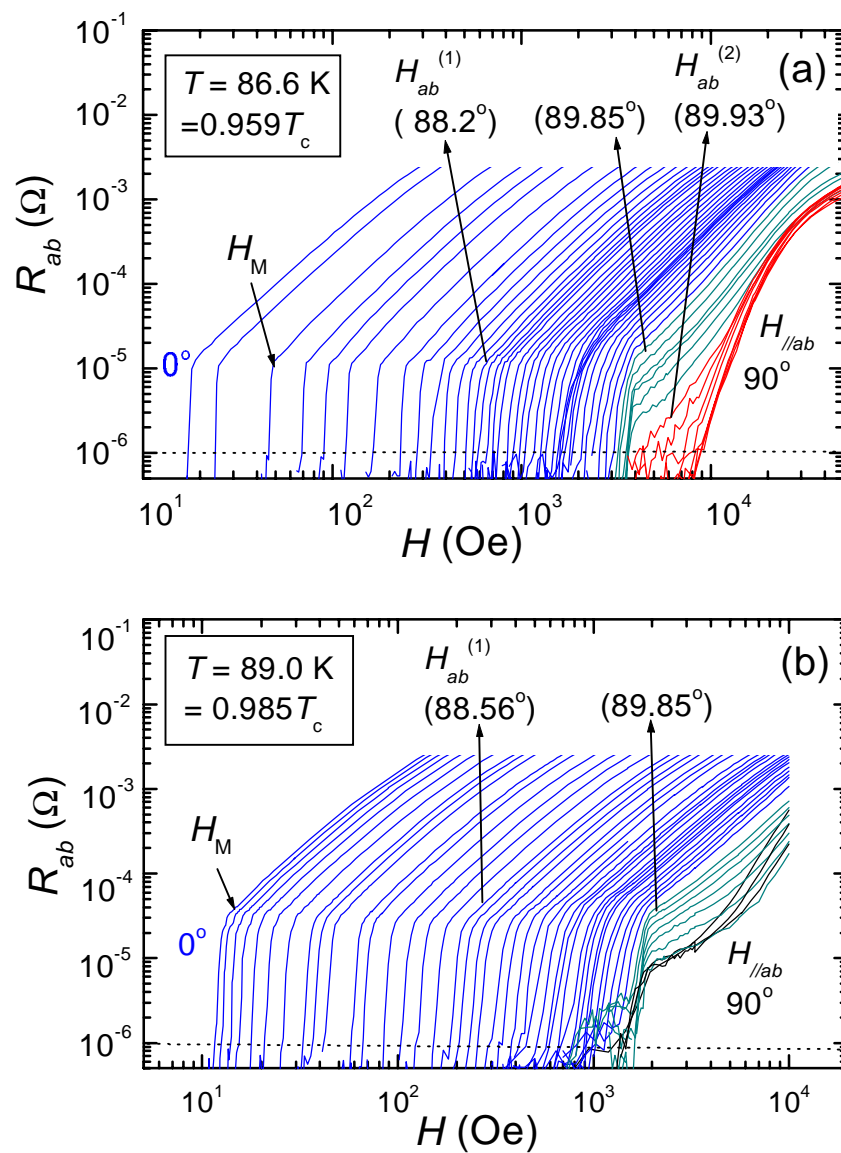 (a)
T = 86.6 K
=0.959T_c
H_ab^(1)
( 88.2°)
(89.85°)
H_ab^(2)
(89.93°)
H_M
0°
H_//ab
90°
R_ab (Ω)
10^-1
10^-2
10^-3
10^-4
10^-5
10^-6
10^1 10^2 10^3 10^4
H (Oe)
(b)
T = 89.0 K
= 0.985T_c
H_ab^(1)
(88.56°)
(89.85°)
H_M
0°
H_//ab
90°
R_ab (Ω)
10^-1
10^-2
10^-3
10^-4
10^-5
10^-6
10^1 10^2 10^3 10^4
H (Oe)